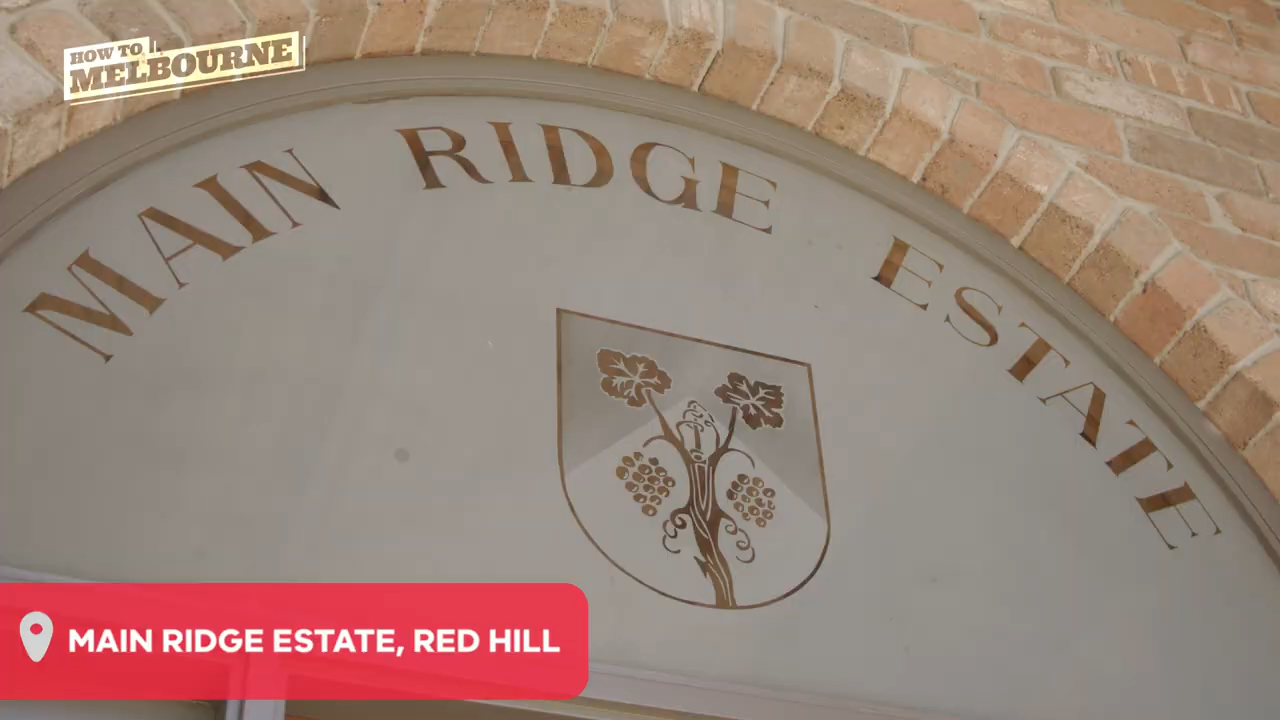 HOW TO
MELBOURNE
MAIN RIDGE ESTATE
MAIN RIDGE ESTATE, RED HILL